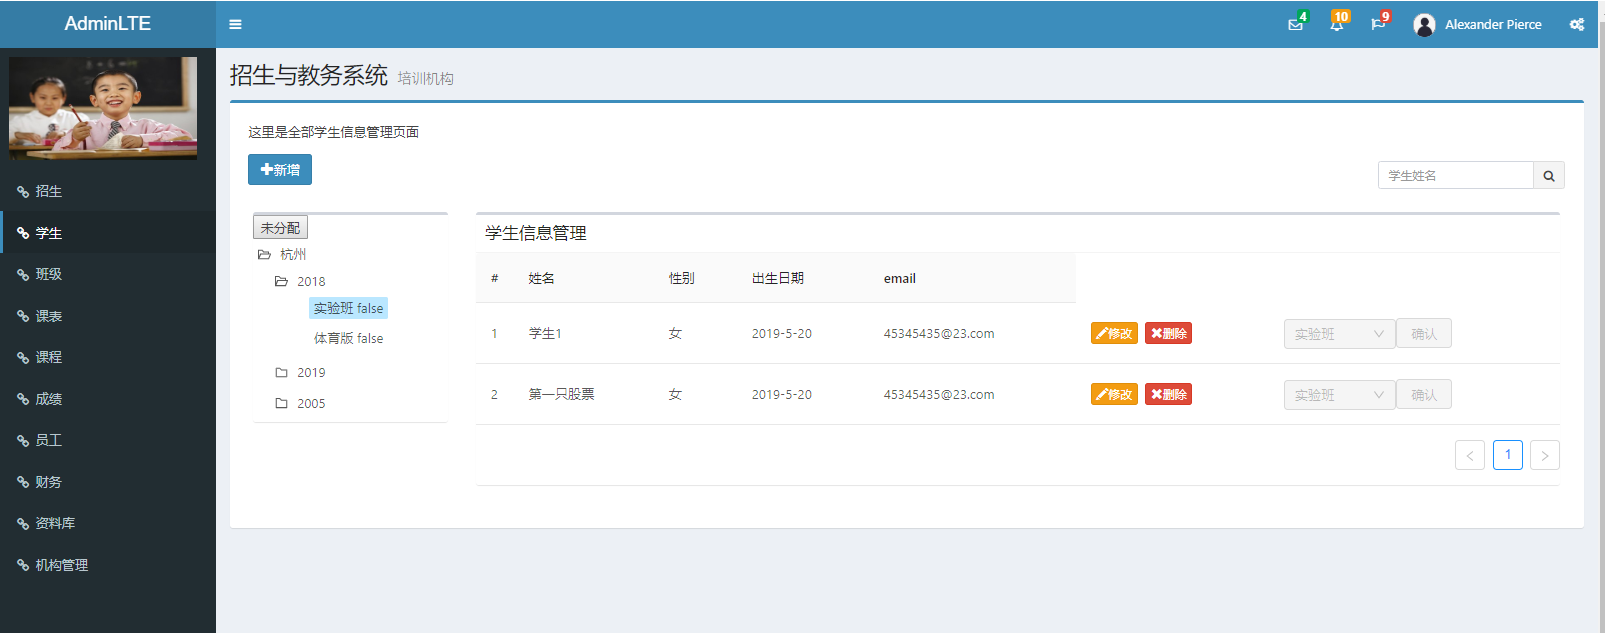 AdminLTE
4
10
9
Alexander Pierce
招生与教务系统 培训机构
招生
学生
班级
课表
课程
成绩
员工
财务
资料库
机构管理
这里是全部学生信息管理页面
新增
学生姓名
未分配
杭州
2018
实验班 false
体育版 false
2019
2005
学生信息管理
# 姓名 性别 出生日期 email
1 学生1 女 2019-5-20 45345435@23.com 修改 删除 实验班 确认
2 第一只股票 女 2019-5-20 45345435@23.com 修改 删除 实验班 确认
< 1 >